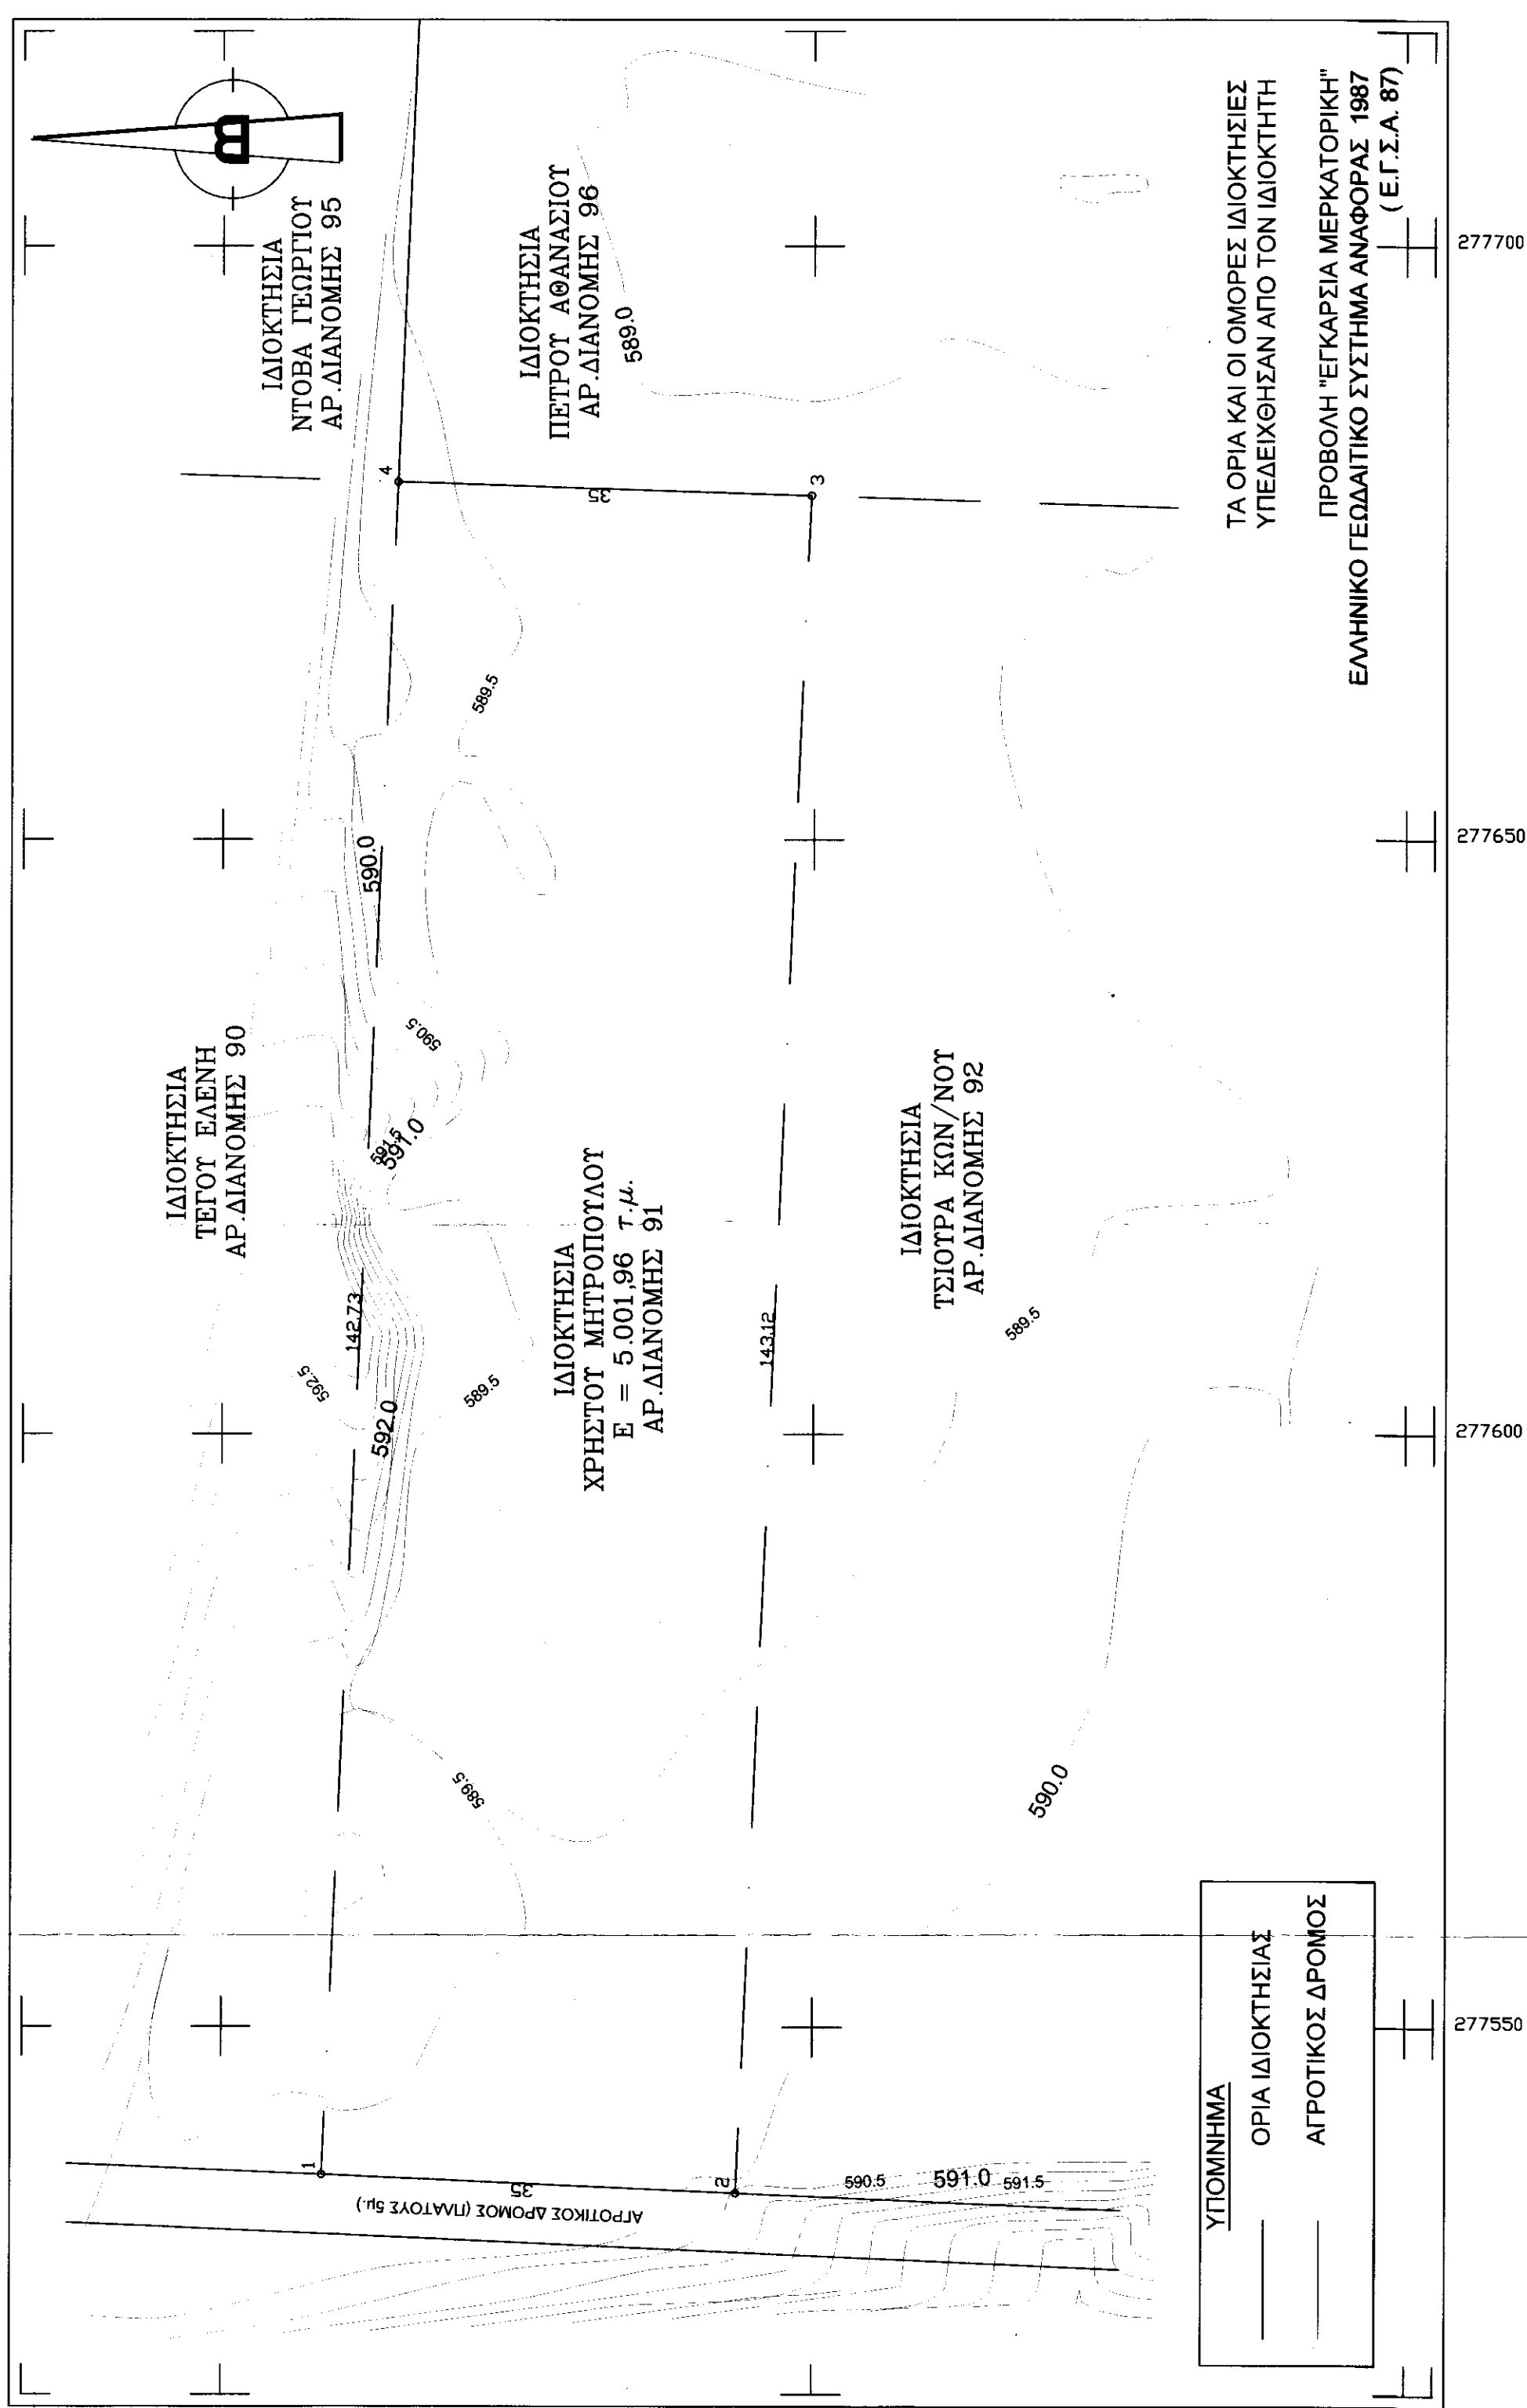 Β
ΙΔΙΟΚΤΗΣΙΑ
ΝΤΟΒΑ ΓΕΩΡΓΙΟΥ
ΑΡ.ΔΙΑΝΟΜΗΣ 95
ΙΔΙΟΚΤΗΣΙΑ
ΠΕΤΡΟΥ ΑΘΑΝΑΣΙΟΥ
ΑΡ.ΔΙΑΝΟΜΗΣ 96
589.0
ΤΑ ΟΡΙΑ ΚΑΙ ΟΙ ΟΜΟΡΕΣ ΙΔΙΟΚΤΗΣΙΕΣ
ΥΠΕΔΕΙΧΘΗΣΑΝ ΑΠΟ ΤΟΝ ΙΔΙΟΚΤΗΤΗ
ΠΡΟΒΟΛΗ "ΕΓΚΑΡΣΙΑ ΜΕΡΚΑΤΟΡΙΚΗ"
ΕΛΛΗΝΙΚΟ ΓΕΩΔΑΙΤΙΚΟ ΣΥΣΤΗΜΑ ΑΝΑΦΟΡΑΣ 1987
( Ε.Γ.Σ.Α. 87)
277700
4
35
3
589.5
590.0
277650
ΙΔΙΟΚΤΗΣΙΑ
ΤΕΓΟΥ ΕΛΕΝΗ
ΑΡ.ΔΙΑΝΟΜΗΣ 90
590.5
591.5
591.0
ΙΔΙΟΚΤΗΣΙΑ
ΧΡΗΣΤΟΥ ΜΗΤΡΟΠΟΥΛΟΥ
Ε = 5.001,96 τ.μ.
ΑΡ.ΔΙΑΝΟΜΗΣ 91
ΙΔΙΟΚΤΗΣΙΑ
ΤΣΙΟΥΡΑ ΚΩΝ/ΝΟΥ
ΑΡ.ΔΙΑΝΟΜΗΣ 92
142.73
143.12
592.5
592.0
589.5
589.5
277600
589.5
590.0
277550
1
35
2
ΑΓΡΟΤΙΚΟΣ ΔΡΟΜΟΣ (ΠΛΑΤΟΥΣ 5μ.)
590.5
591.0
591.5
ΥΠΟΜΝΗΜΑ
ΟΡΙΑ ΙΔΙΟΚΤΗΣΙΑΣ
ΑΓΡΟΤΙΚΟΣ ΔΡΟΜΟΣ